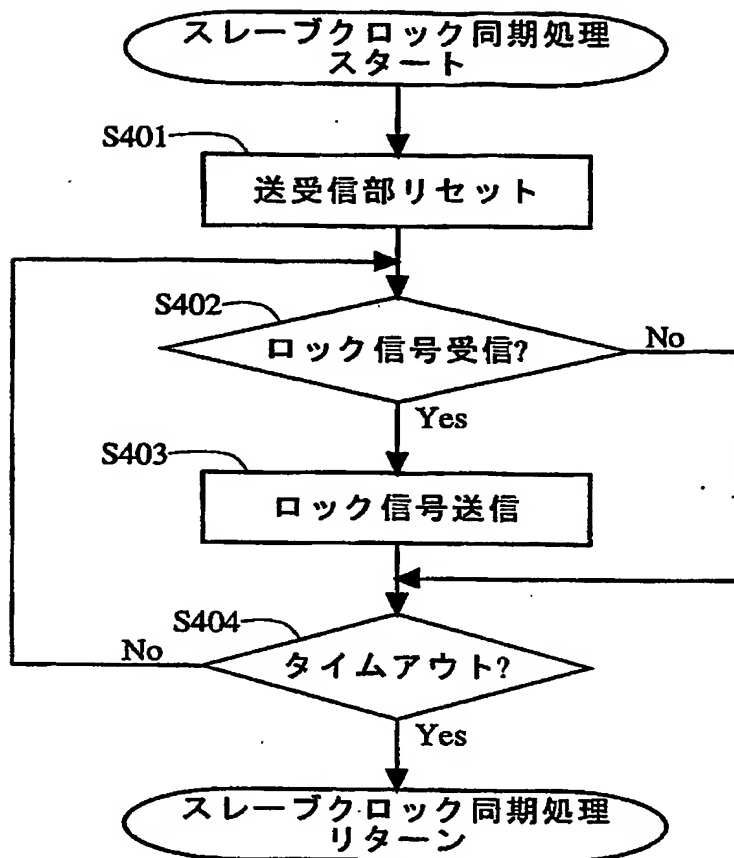 スレーブクロック同期処理
スタート
S401
送受信部リセット
S402
ロック信号受信?
No
Yes
S403
ロック信号送信
S404
No
タイムアウト?
Yes
スレーブクロック同期処理
リターン